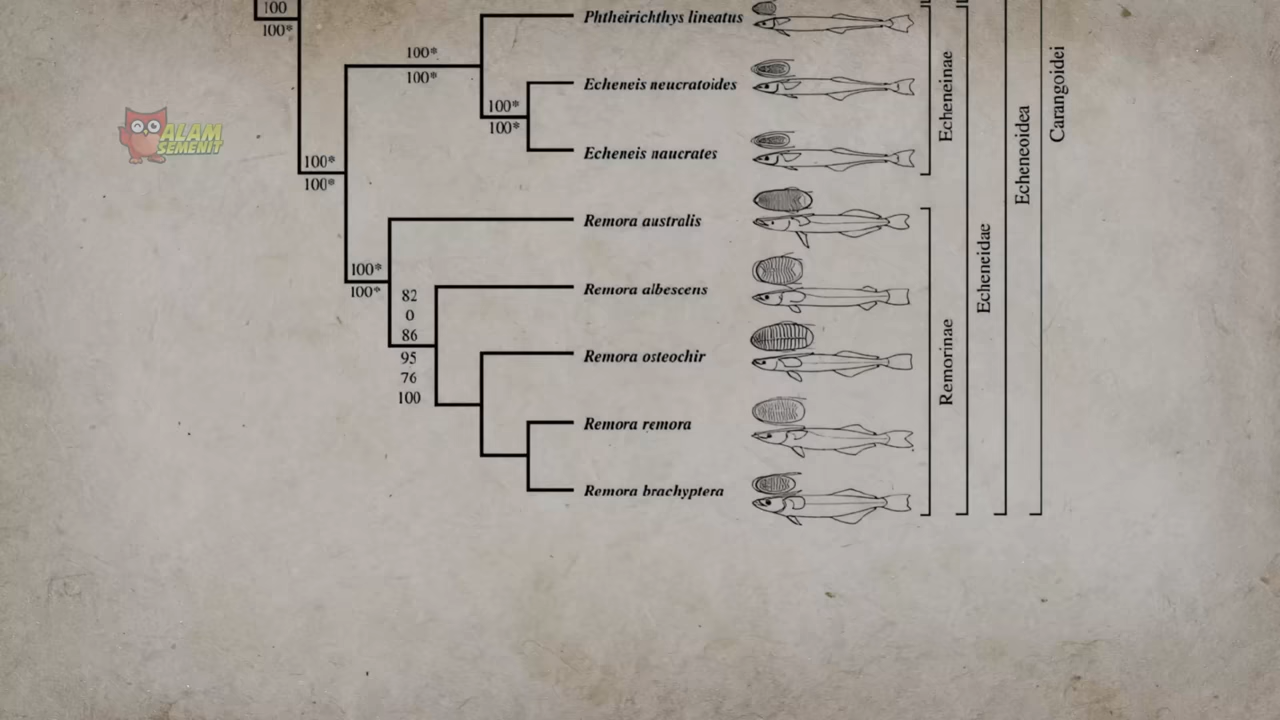 100
100*
Phtheirichthys lineatus
100*
100*
Echeneis neucratoides
100*
100*
Echeneis naucrates
100*
100*
Remora australis
100*
100*
82
0
86
95
76
100
Remora albescens
Remora osteochir
Remora remora
Remora brachyptera
Echeneinae
Remorinae
Echeneidae
Echeneoidea
Carangoidei
ALAM
SEMENIT